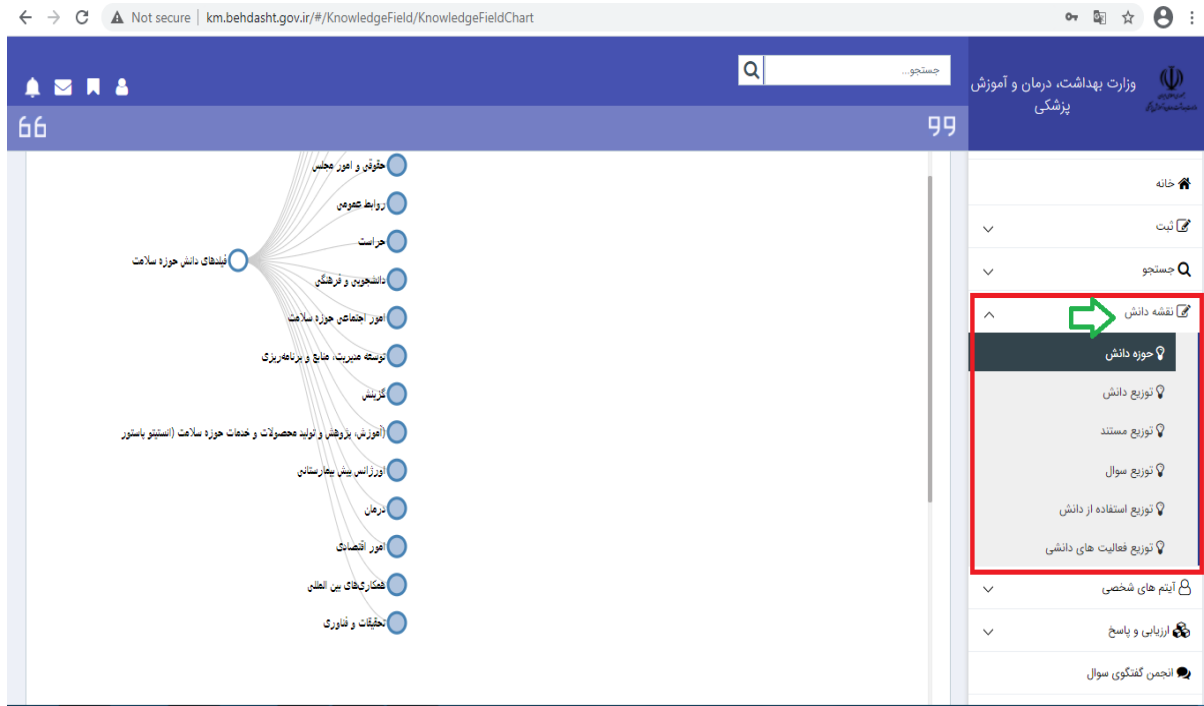 Not secure | km.behdasht.gov.ir/#/KnowledgeField/KnowledgeFieldChart
وزارت بهداشت، درمان و آموزش
پزشکی
جستجو...
خانه
ثبت
جستجو
نقشه دانش
حوزه دانش
توزیع دانش
توزیع مستند
توزیع سوال
توزیع استفاده از دانش
توزیع فعالیت های دانشی
آیتم های شخصی
ارزیابی و پاسخ
انجمن گفتگوی سوال
فیلدهای دانش حوزه سلامت
حقوقی و امور مجلس
روابط عمومی
حراست
دانشجویی و فرهنگی
امور اجتماعی حوزه سلامت
توسعه مدیریت، منابع و برنامه‌ریزی
گزینش
(آموزش، پژوهش و تولید محصولات و خدمات حوزه سلامت (انستیتو پاستور
اورژانس پیش بیمارستانی
درمان
امور اقتصادی
همکاری‌های بین المللی
تحقیقات و فناوری